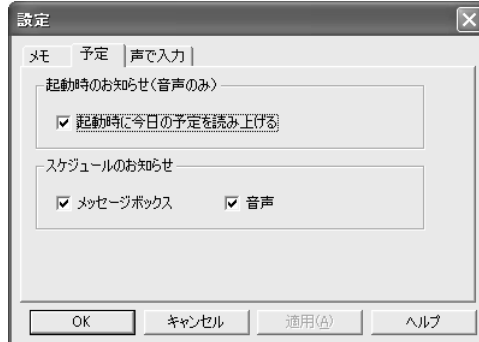 設定
メモ 予定 声で入力
起動時のお知らせ(音声のみ)
起動時に今日の予定を読み上げる
スケジュールのお知らせ
メッセージボックス 音声
OK キャンセル 適用(A) ヘルプ